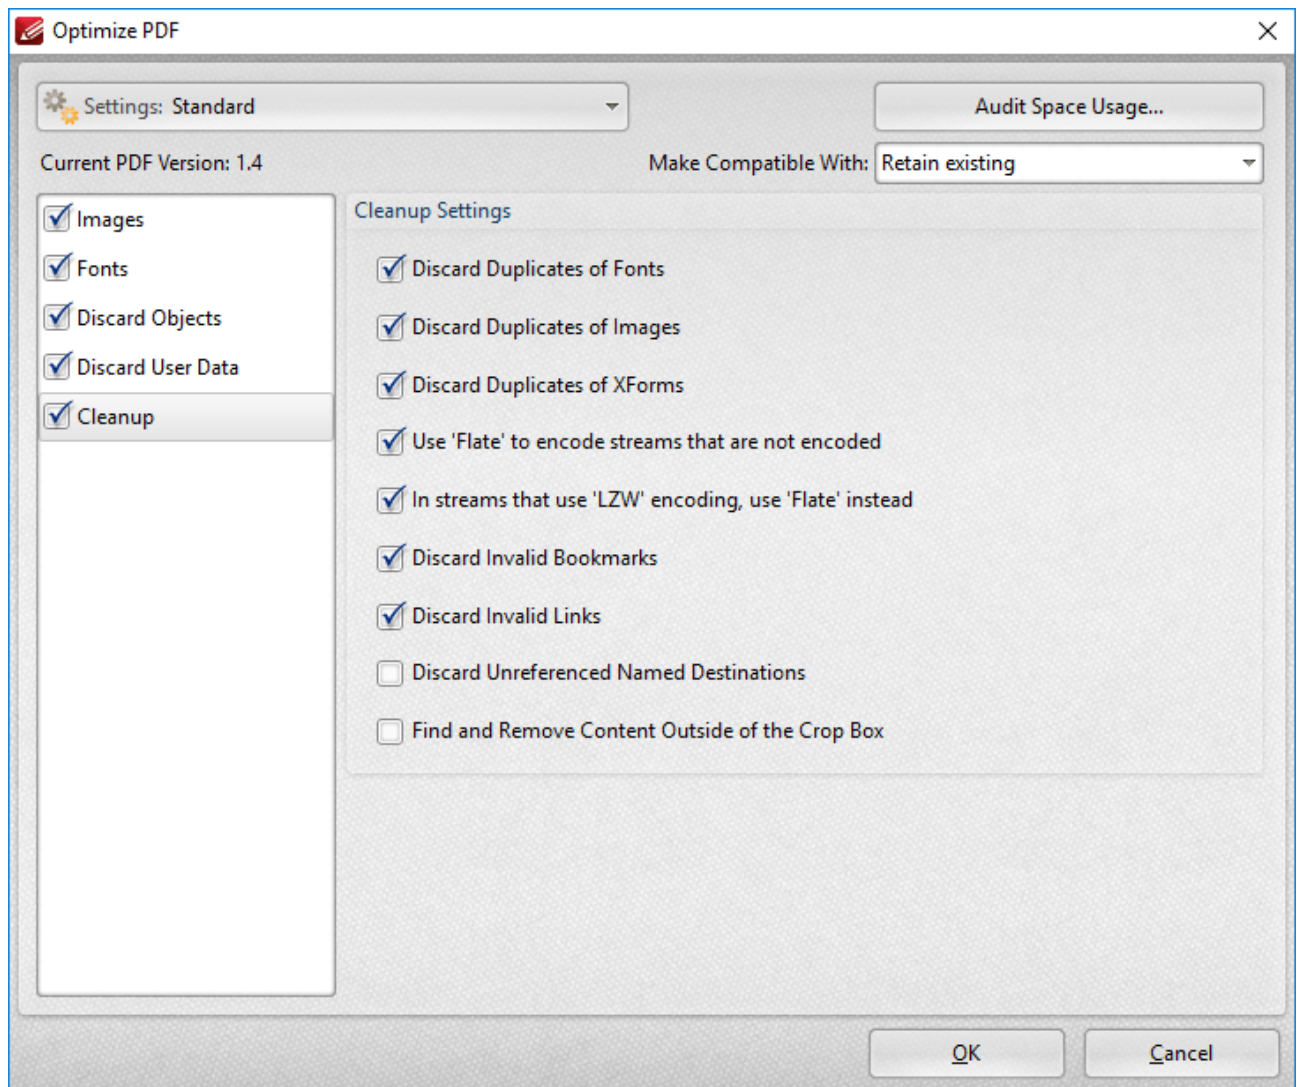 Optimize PDF
Settings: Standard
Audit Space Usage...
Current PDF Version: 1.4
Make Compatible With: Retain existing
Images
Fonts
Discard Objects
Discard User Data
Cleanup
Cleanup Settings
Discard Duplicates of Fonts
Discard Duplicates of Images
Discard Duplicates of XForms
Use 'Flate' to encode streams that are not encoded
In streams that use 'LZW' encoding, use 'Flate' instead
Discard Invalid Bookmarks
Discard Invalid Links
Discard Unreferenced Named Destinations
Find and Remove Content Outside of the Crop Box
OK
Cancel